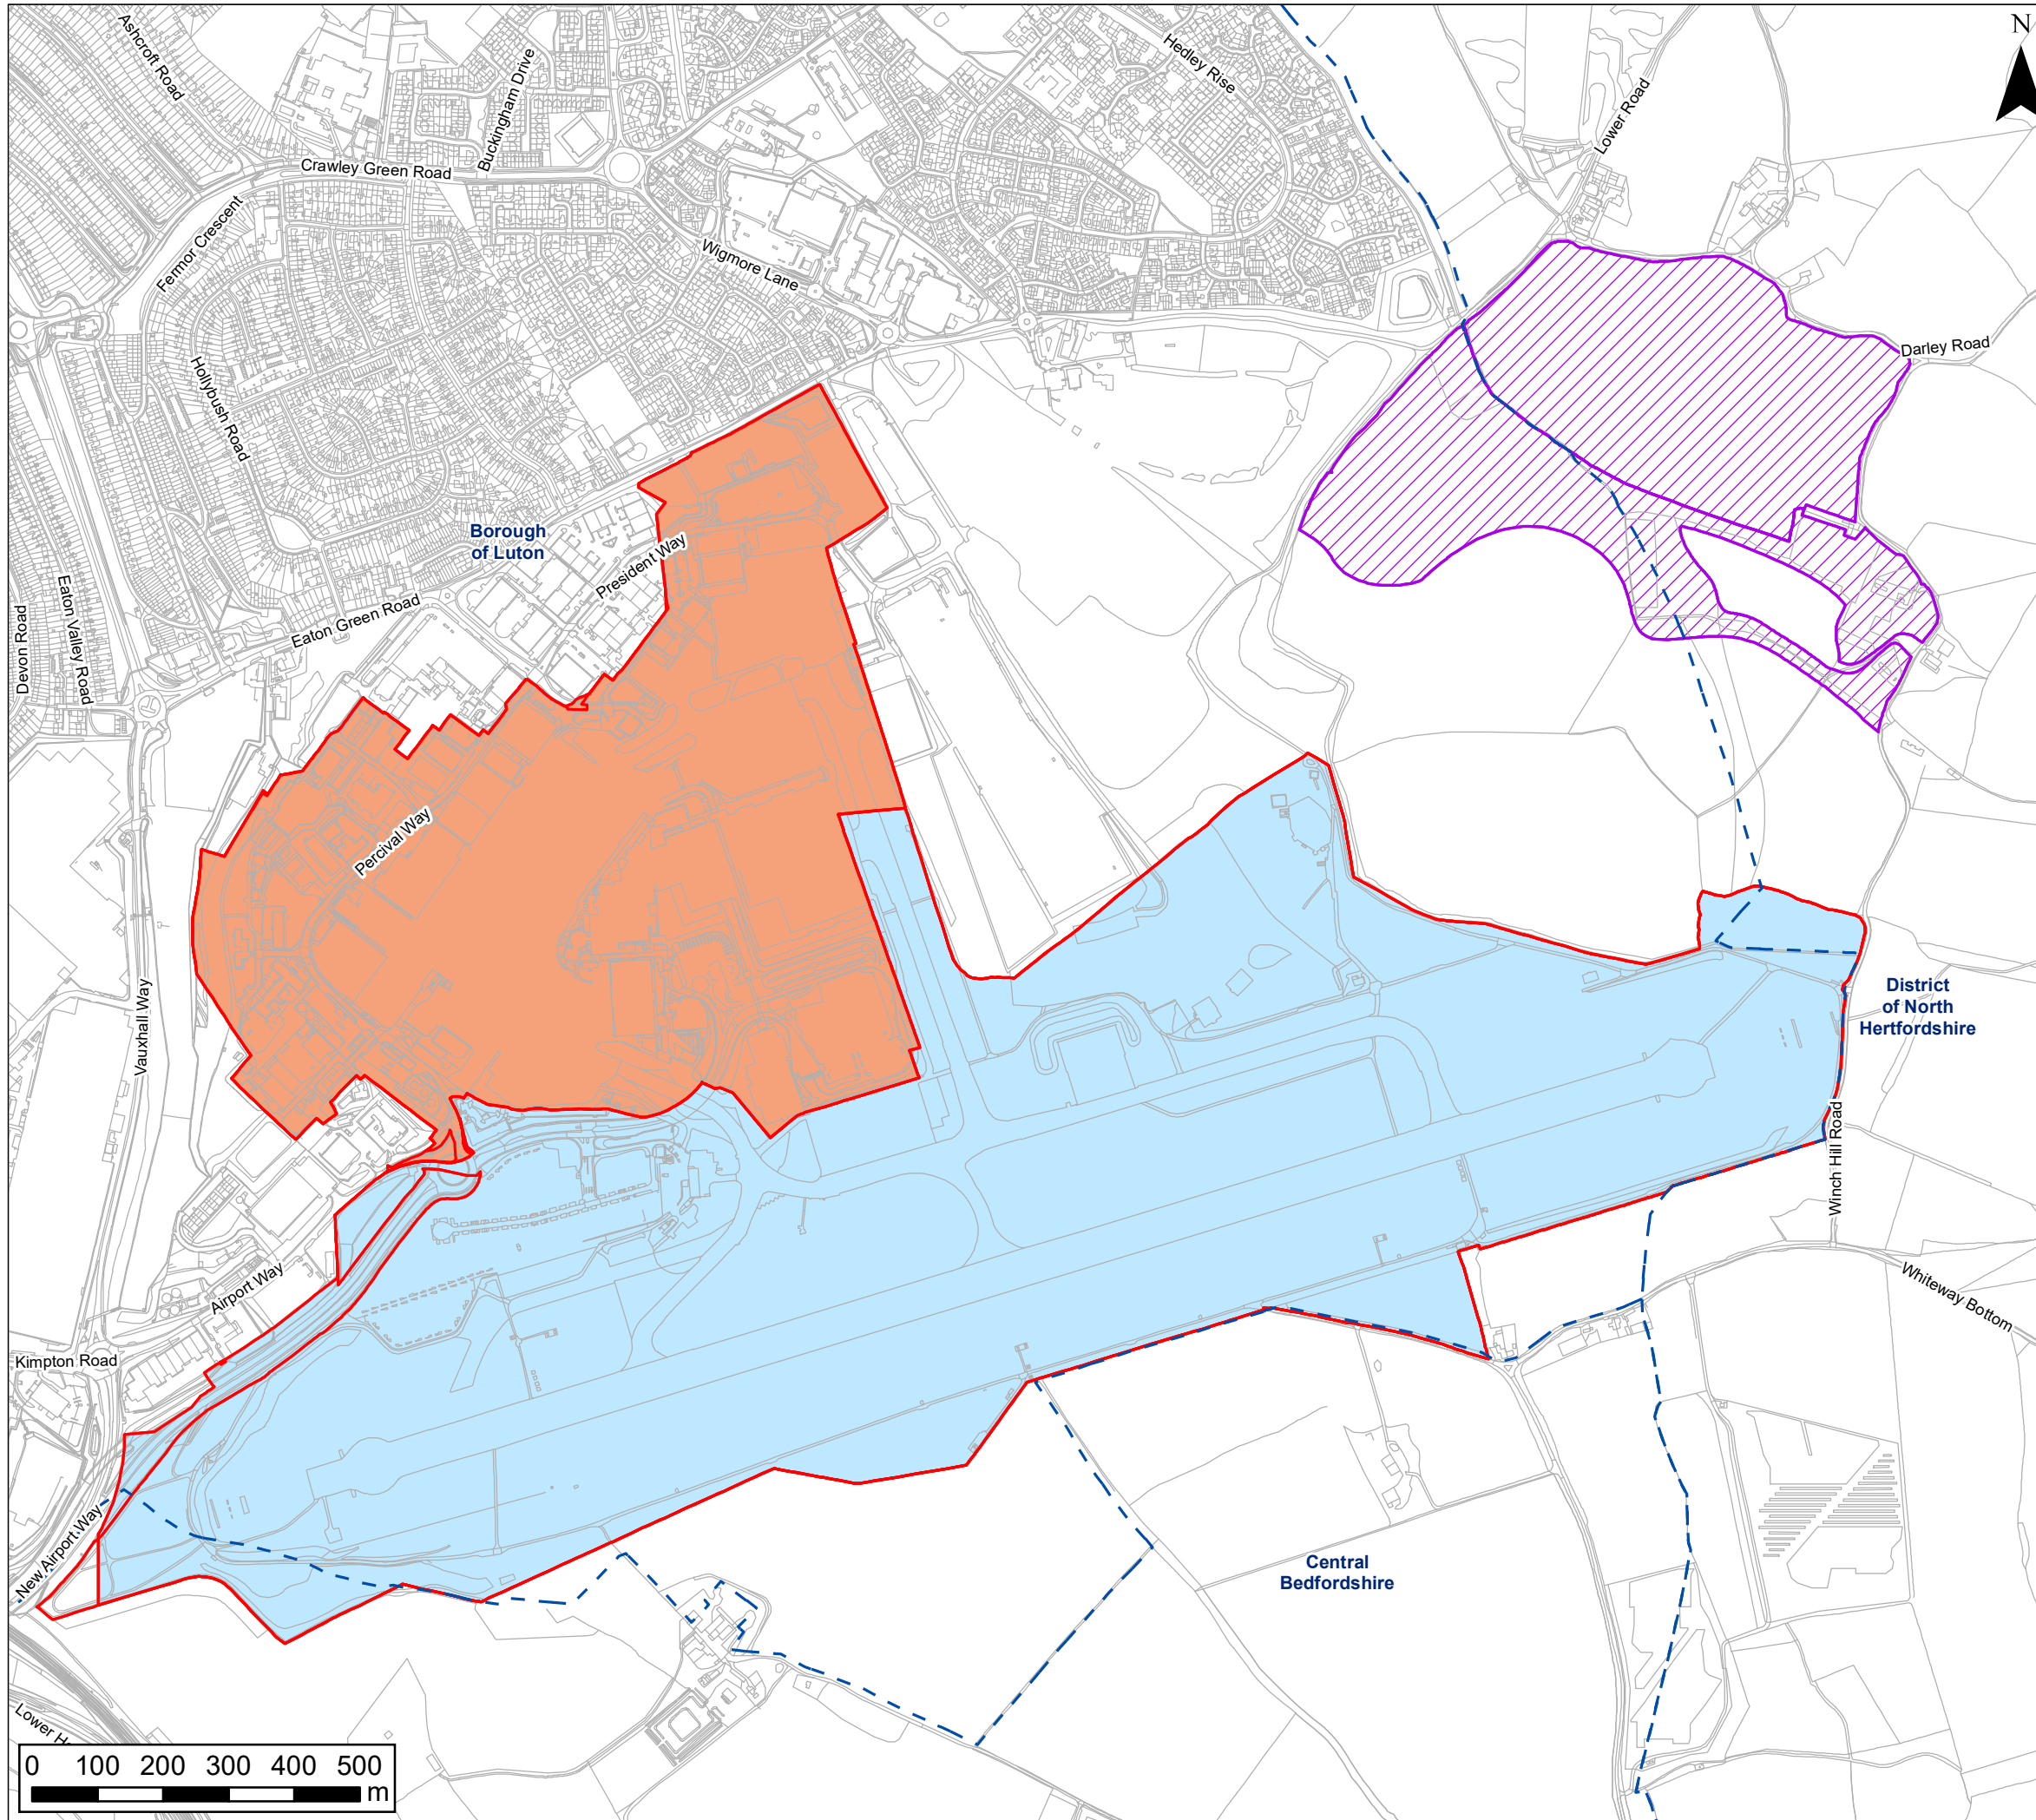 N
Ashcroft Road
Buckingham Drive
Hedley Rise
Lower Road
Crawley Green Road
Fermor Crescent
Wigmore Lane
Darley Road
Hollybush Road
Borough
of Luton
President Way
Devon Road
Eaton Valley Road
Eaton Green Road
Percival Way
Vauxhall Way
District
of North
Hertfordshire
Winch Hill Road
Airport Way
Whiteway Bottom
Kimpton Road
New Airport Way
Central
Bedfordshire
Lower
0 100 200 300 400 500
m